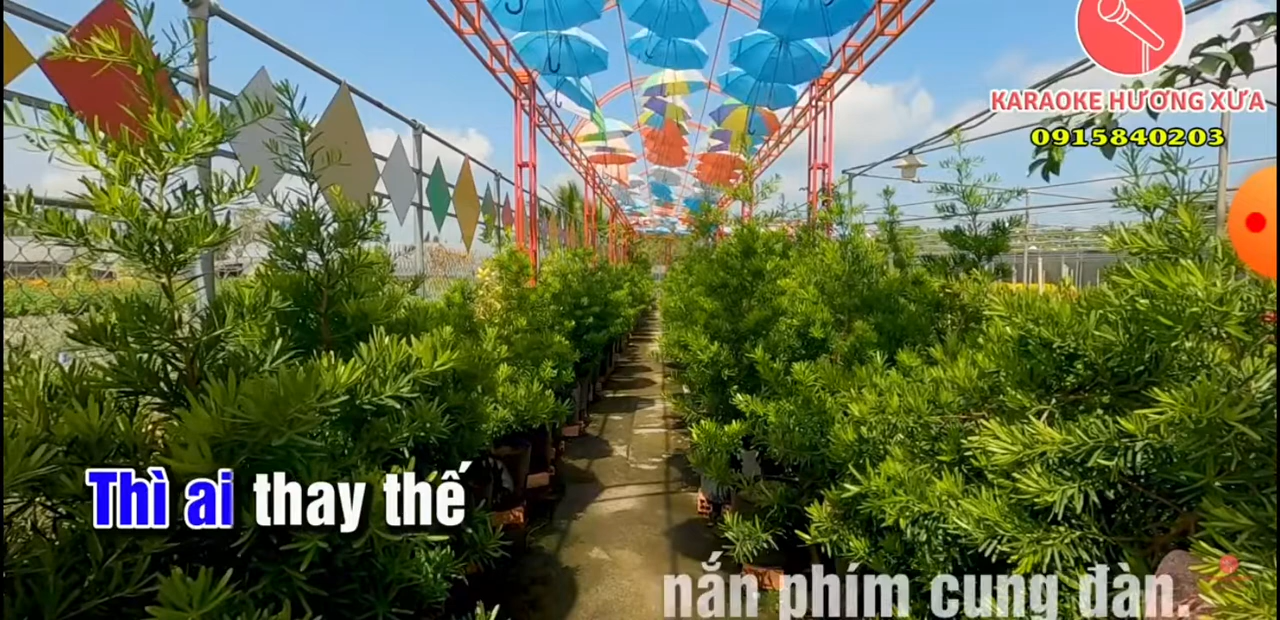 KARAOKE HƯƠNG XƯA
0915840203
Thì ai thay thế
nắn phím cung đàn.